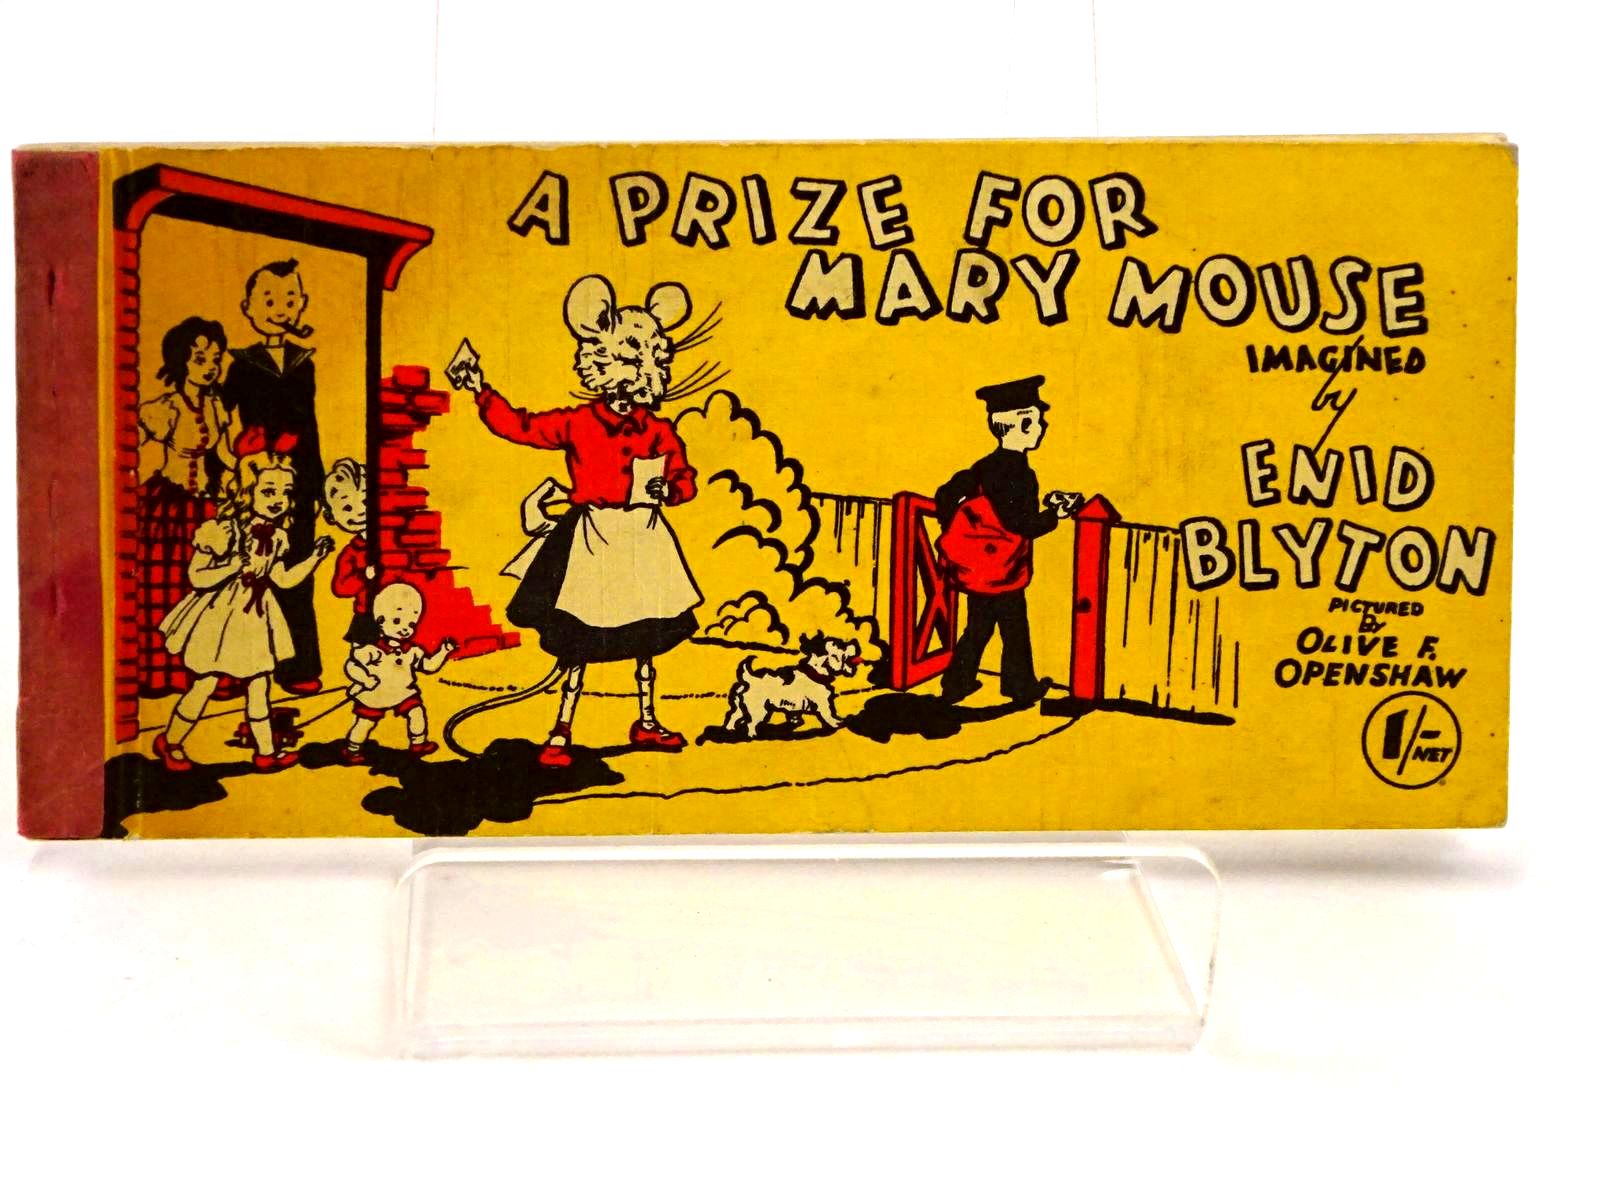 A PRIZE FOR
MARY MOUSE
IMAGINED
by
ENID
BLYTON
PICTURED
BY
OLIVE F.
OPENSHAW
1/-
NET